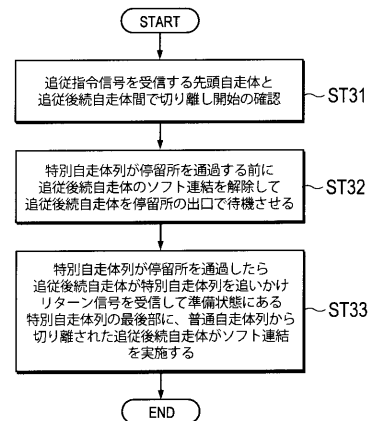 START
追従指令信号を受信する先頭自走体と
追従後続自走体間で切り離し開始の確認
ST31
特別自走体列が停留所を通過する前に
追従後続自走体のソフト連結を解除して
追従後続自走体を停留所の出口で待機させる
ST32
特別自走体列が停留所を通過したら
追従後続自走体が特別自走体列を追いかけ
リターン信号を受信して準備状態にある
特別自走体列の最後部に、普通自走体列から
切り離された追従後続自走体がソフト連結
を実施する
ST33
END